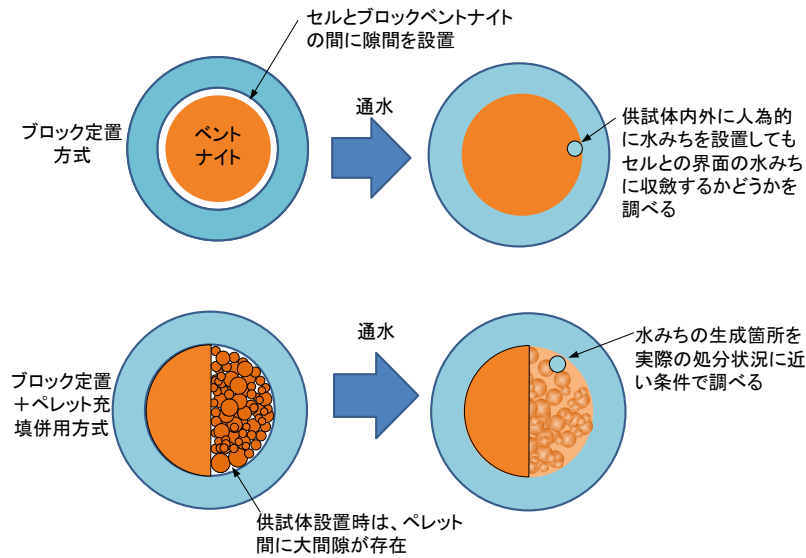 セルとブロックベントナイト
の間に隙間を設置
ブロック定置
方式
ベント
ナイト
通水
供試体内外に人為的
に水みちを設置しても
セルとの界面の水みち
に収斂するかどうかを
調べる
ブロック定置
＋ペレット充
填併用方式
通水
水みちの生成箇所を
実際の処分状況に近
い条件で調べる
供試体設置時は、ペレット
間に大間隙が存在